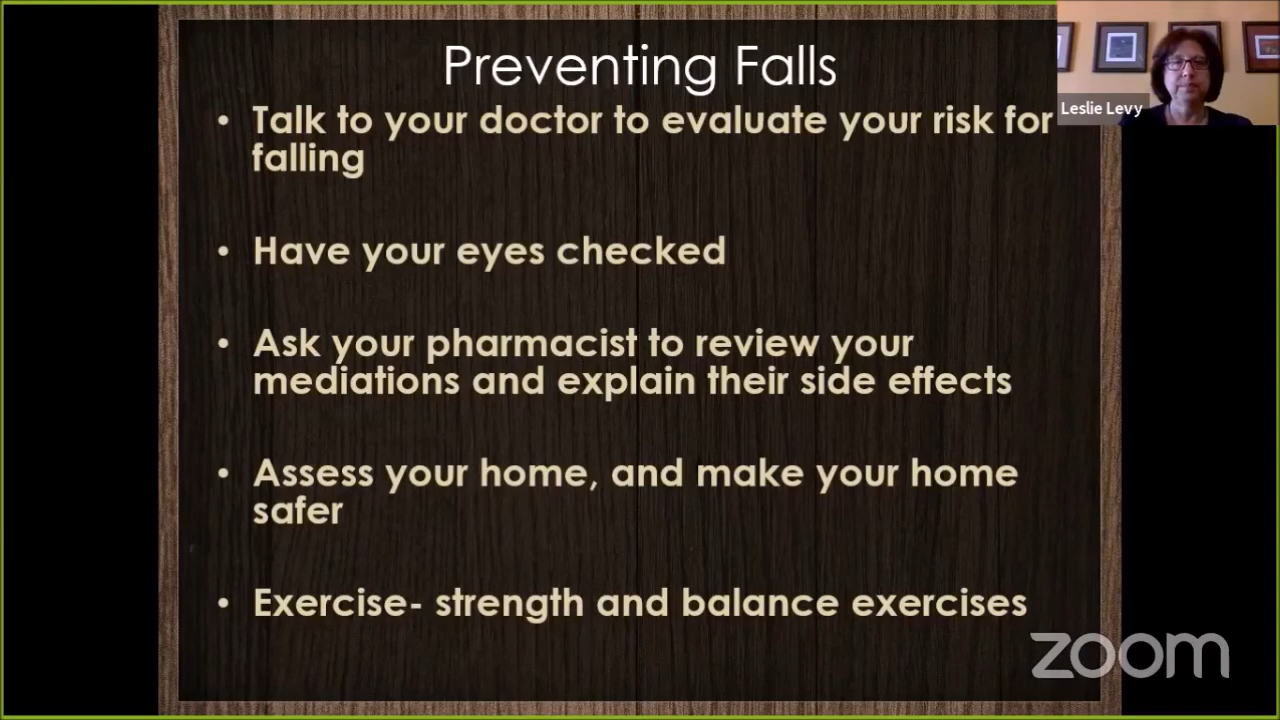 Preventing Falls
• Talk to your doctor to evaluate your risk for
falling
• Have your eyes checked
• Ask your pharmacist to review your
mediations and explain their side effects
• Assess your home, and make your home
safer
• Exercise- strength and balance exercises
Leslie Levy
zoom